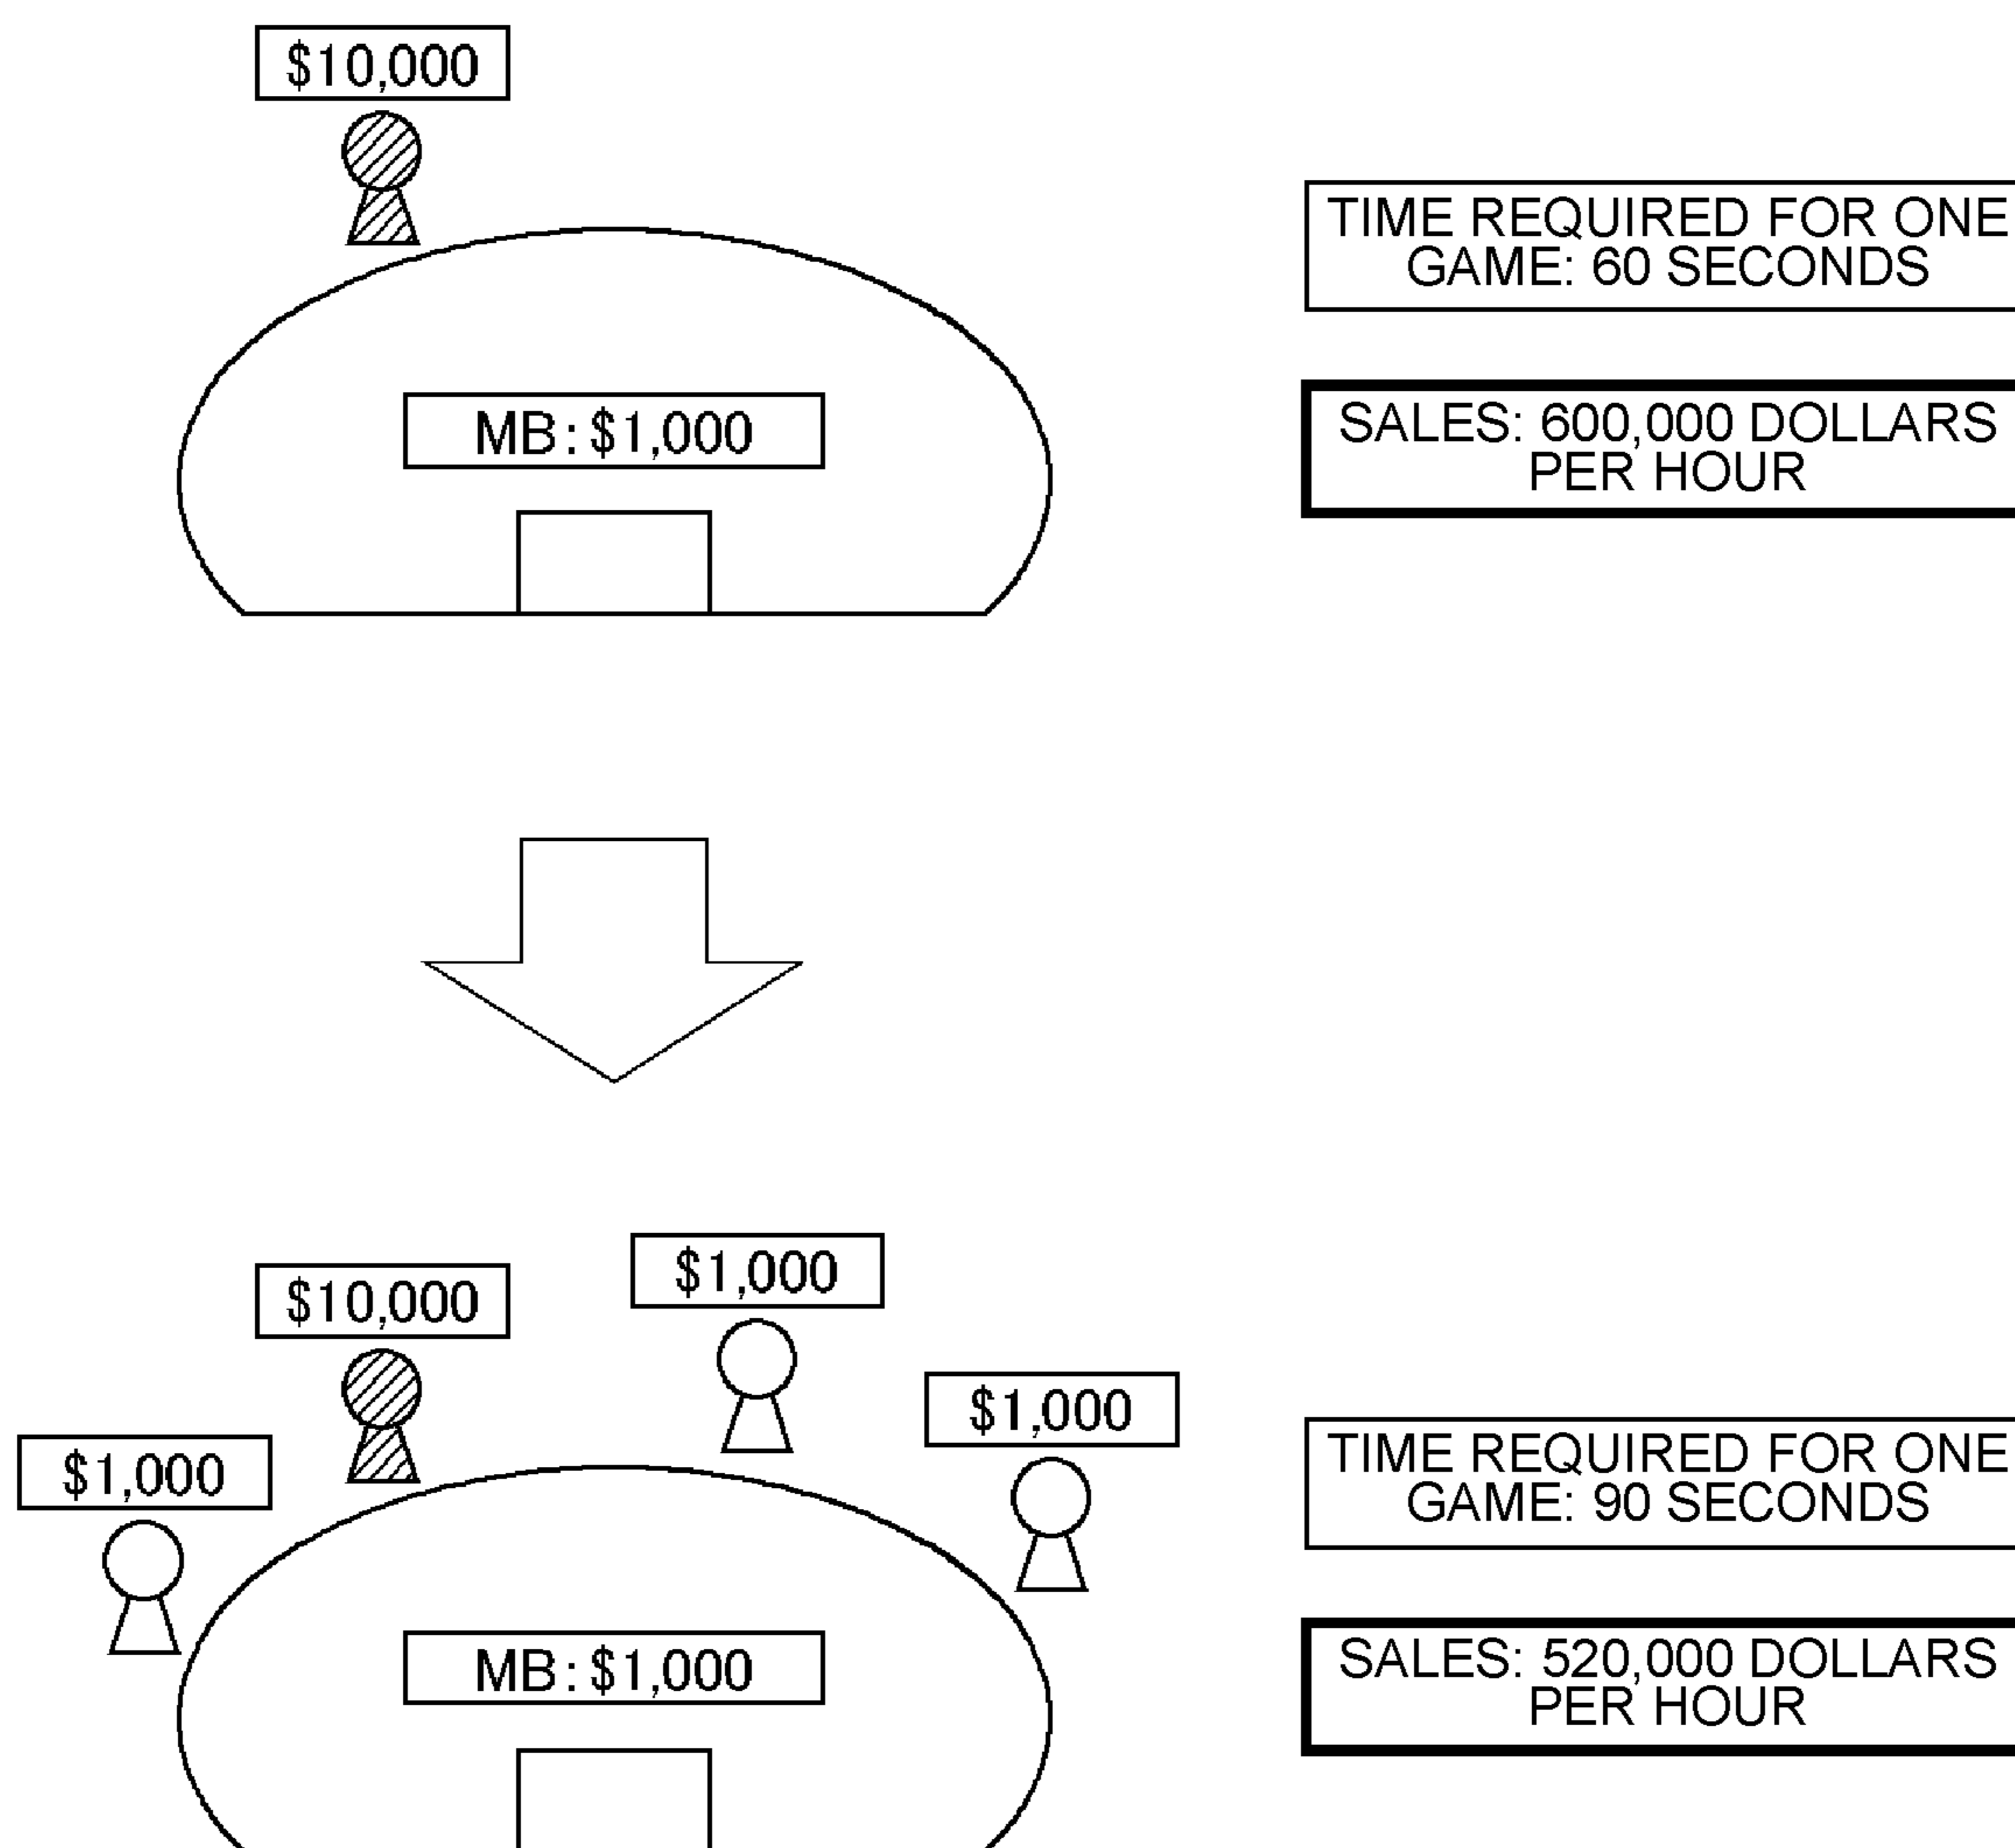 $10,000
TIME REQUIRED FOR ONE
GAME: 60 SECONDS
MB:$1,000
SALES: 600,000 DOLLARS
PER HOUR
$1,000
$10,000
$1,000
$1,000
TIME REQUIRED FOR ONE
GAME: 90 SECONDS
MB:$1,000
SALES: 520,000 DOLLARS
PER HOUR